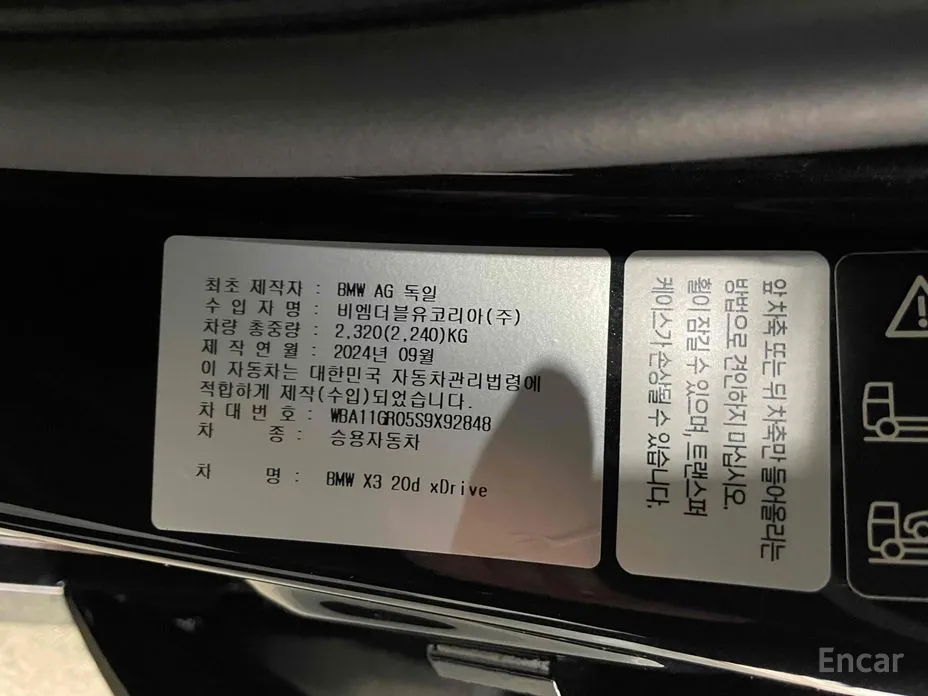 최초 제작자 : BMW AG 독일
수 입 자 명 : 비엠더블유코리아(주)
차량 총중량 : 2,320(2,240)KG
제 작 연 월 : 2024년 09월
이 자동차는 대한민국 자동차관리법령에
적합하게 제작(수입)되었습니다.
차 대 번 호 : WBA11GR05S9X92848
차 종 : 승용자동차
차 명 : BMW X3 20d xDrive
앞 차축 또는 뒤 차축만 들어올리는
방법으로 견인하지 마십시오.
휠이 잠길 수 있으며, 트랜스퍼
케이스가 손상될 수 있습니다.
Encar